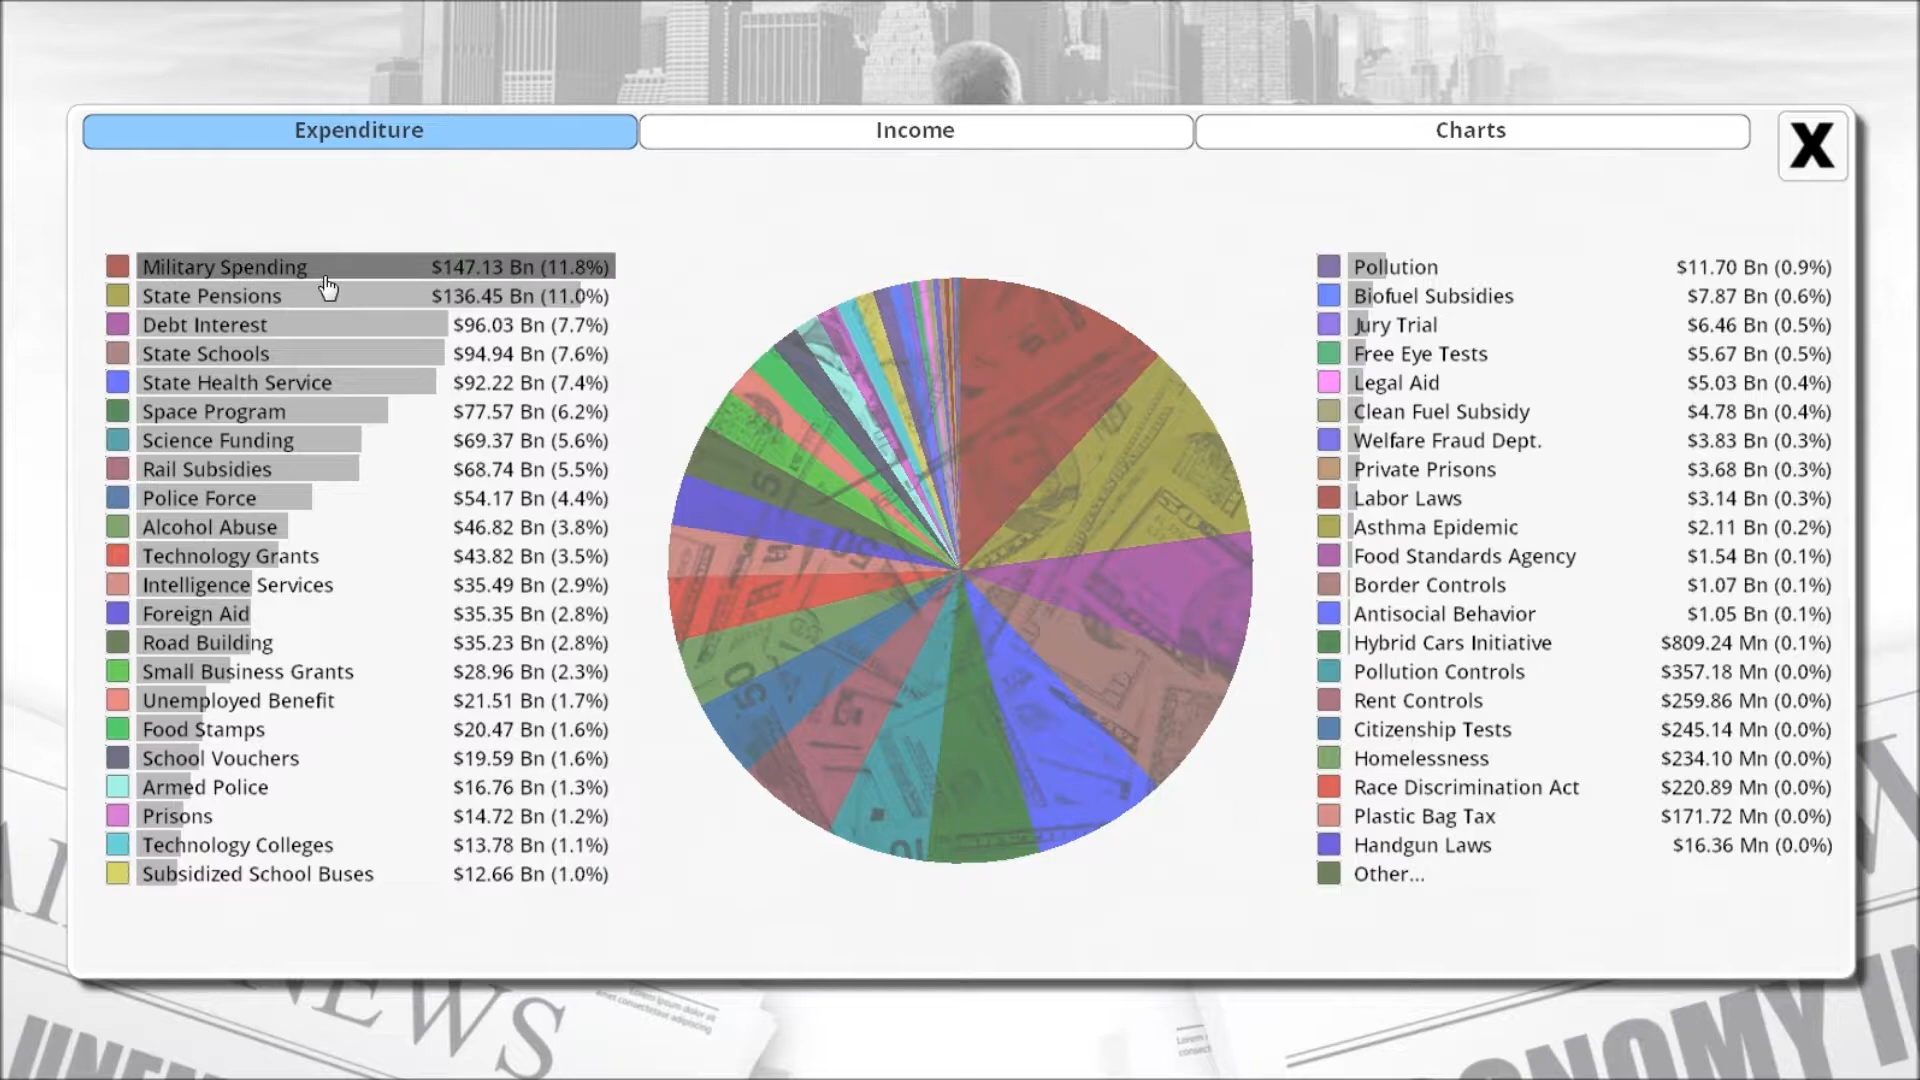 Expenditure
Income
Charts
X
Military Spending $147.13 Bn (11.8%)
State Pensions $136.45 Bn (11.0%)
Debt Interest $96.03 Bn (7.7%)
State Schools $94.94 Bn (7.6%)
State Health Service $92.22 Bn (7.4%)
Space Program $77.57 Bn (6.2%)
Science Funding $69.37 Bn (5.6%)
Rail Subsidies $68.74 Bn (5.5%)
Police Force $54.17 Bn (4.4%)
Alcohol Abuse $46.82 Bn (3.8%)
Technology Grants $43.82 Bn (3.5%)
Intelligence Services $35.49 Bn (2.9%)
Foreign Aid $35.35 Bn (2.8%)
Road Building $35.23 Bn (2.8%)
Small Business Grants $28.96 Bn (2.3%)
Unemployed Benefit $21.51 Bn (1.7%)
Food Stamps $20.47 Bn (1.6%)
School Vouchers $19.59 Bn (1.6%)
Armed Police $16.76 Bn (1.3%)
Prisons $14.72 Bn (1.2%)
Technology Colleges $13.78 Bn (1.1%)
Subsidized School Buses $12.66 Bn (1.0%)
Pollution $11.70 Bn (0.9%)
Biofuel Subsidies $7.87 Bn (0.6%)
Jury Trial $6.46 Bn (0.5%)
Free Eye Tests $5.67 Bn (0.5%)
Legal Aid $5.03 Bn (0.4%)
Clean Fuel Subsidy $4.78 Bn (0.4%)
Welfare Fraud Dept. $3.83 Bn (0.3%)
Private Prisons $3.68 Bn (0.3%)
Labor Laws $3.14 Bn (0.3%)
Asthma Epidemic $2.11 Bn (0.2%)
Food Standards Agency $1.54 Bn (0.1%)
Border Controls $1.07 Bn (0.1%)
Antisocial Behavior $1.05 Bn (0.1%)
Hybrid Cars Initiative $809.24 Mn (0.1%)
Pollution Controls $357.18 Mn (0.0%)
Rent Controls $259.86 Mn (0.0%)
Citizenship Tests $245.14 Mn (0.0%)
Homelessness $234.10 Mn (0.0%)
Race Discrimination Act $220.89 Mn (0.0%)
Plastic Bag Tax $171.72 Mn (0.0%)
Handgun Laws $16.36 Mn (0.0%)
Other...
NEWS